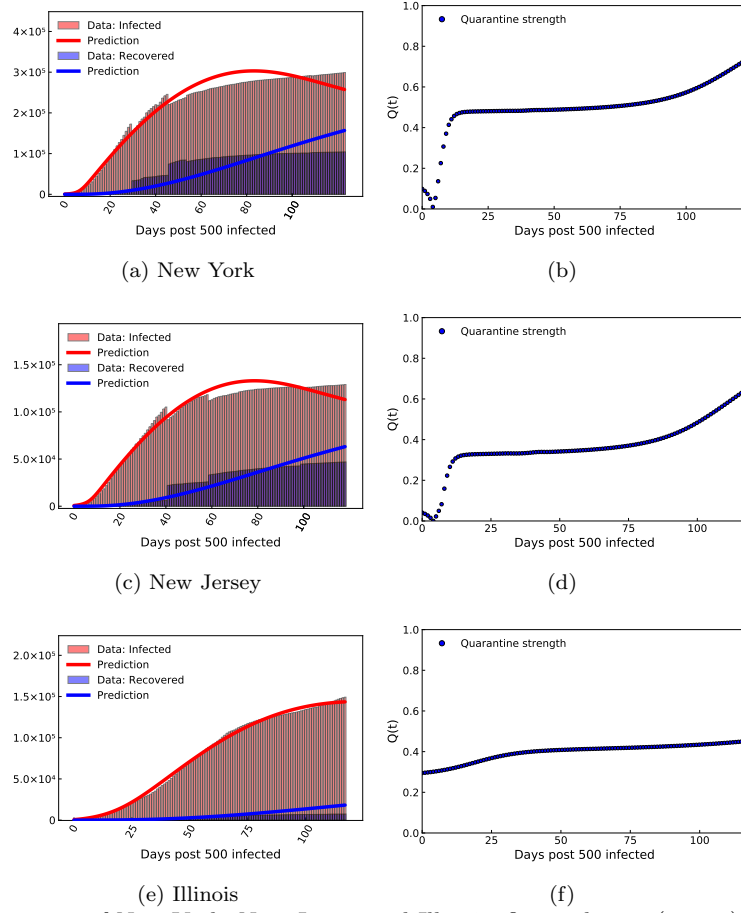 4×10⁵
3×10⁵
2×10⁵
1×10⁵
0
Data: Infected
Prediction
Data: Recovered
Prediction
0
20
40
60
80
100
Days post 500 infected
(a) New York
1.0
0.8
0.6
0.4
0.2
0.0
Q(t)
Quarantine strength
0
25
50
75
100
Days post 500 infected
(b)
1.5×10⁵
1.0×10⁵
5.0×10⁴
0
Data: Infected
Prediction
Data: Recovered
Prediction
0
20
40
60
80
100
Days post 500 infected
(c) New Jersey
1.0
0.8
0.6
0.4
0.2
0.0
Q(t)
Quarantine strength
0
25
50
75
100
Days post 500 infected
(d)
2.0×10⁵
1.5×10⁵
1.0×10⁵
5.0×10⁴
0
Data: Infected
Prediction
Data: Recovered
Prediction
0
25
50
75
100
Days post 500 infected
(e) Illinois
1.0
0.8
0.6
0.4
0.2
0.0
Q(t)
Quarantine strength
0
25
50
75
100
Days post 500 infected
(f)